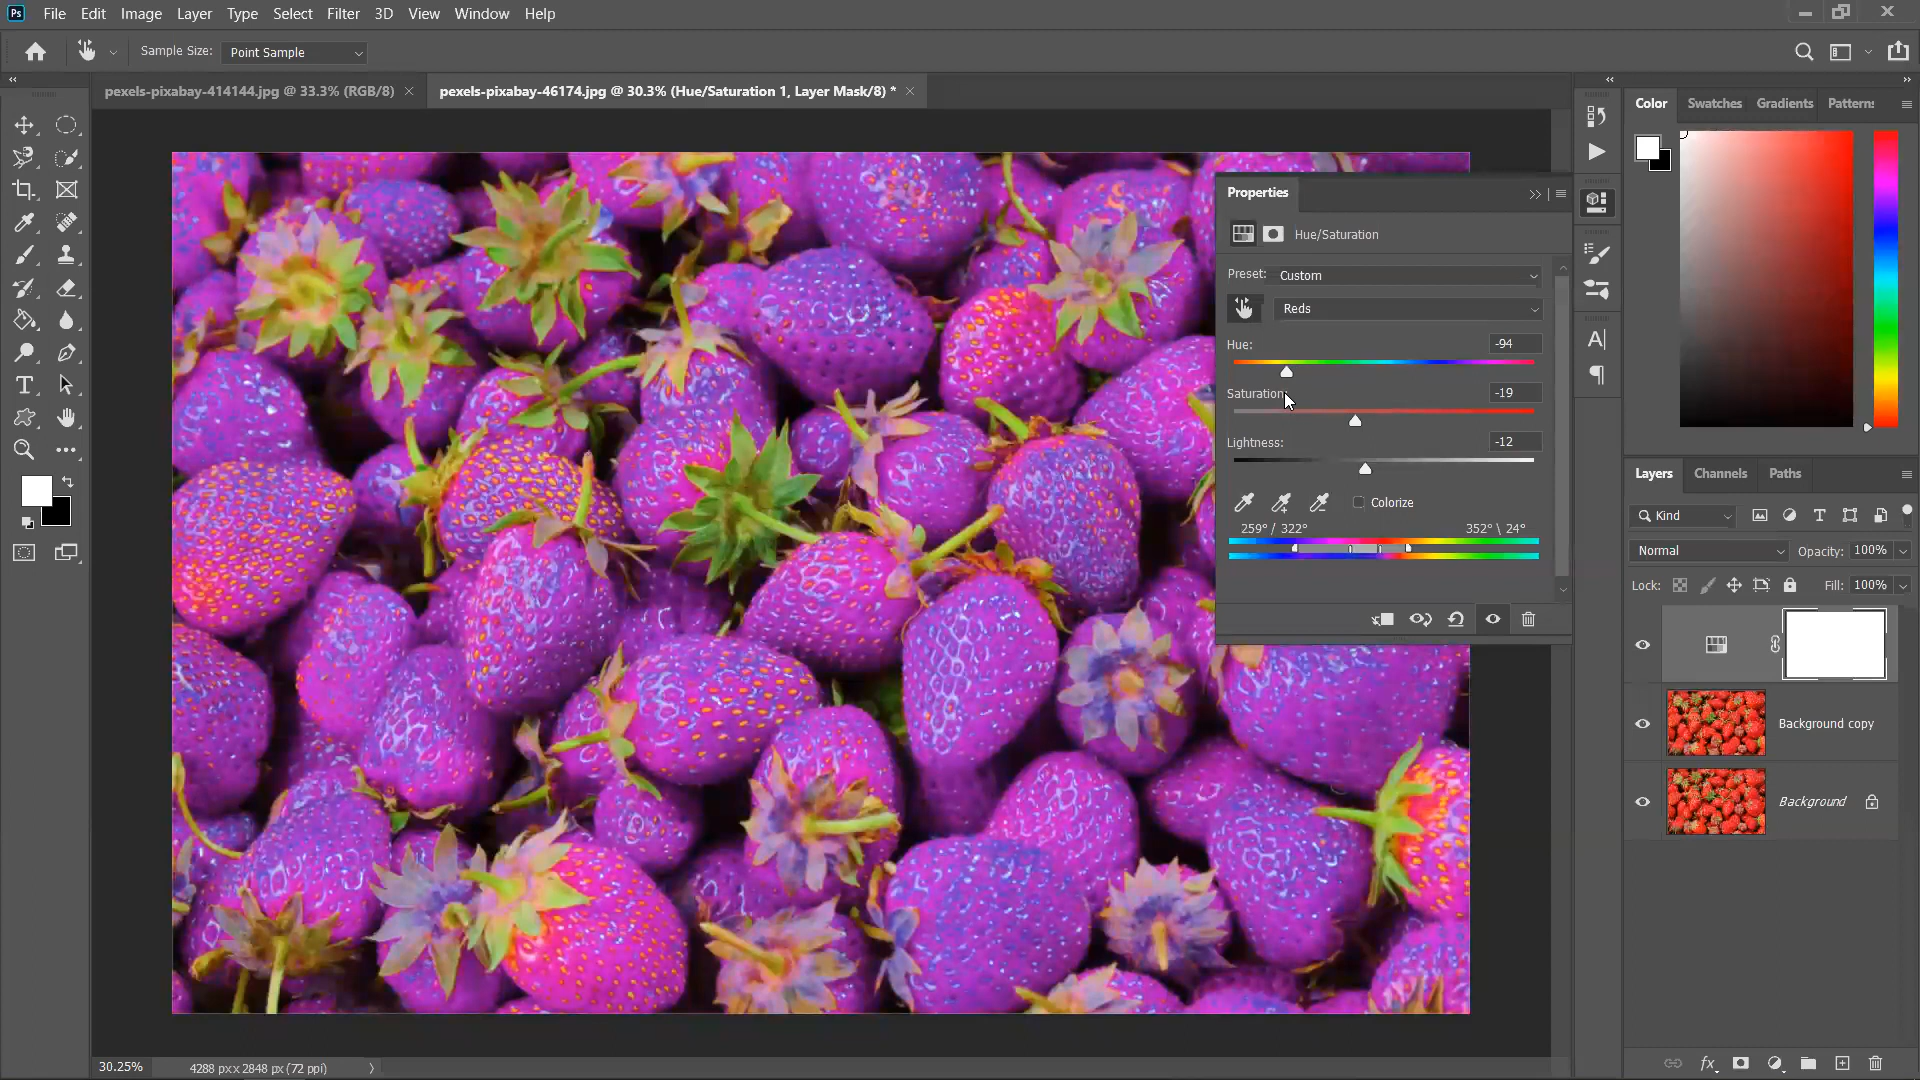 Ps File Edit Image Layer Type Select Filter 3D View Window Help
Sample Size: Point Sample
pexels-pixabay-414144.jpg @ 33.3% (RGB/8) pexels-pixabay-46174.jpg @ 30.3% (Hue/Saturation 1, Layer Mask/8) *
Color Swatches Gradients Patterns
Properties
Hue/Saturation
Preset: Custom
Reds
Hue: -94
Saturation: -19
Lightness: -12
Colorize
259° / 322° 352° \ 24°
Layers Channels Paths
Kind
Normal Opacity: 100%
Lock: Fill: 100%
Background copy
Background
30.25% 4288 px x 2848 px (72 ppi)